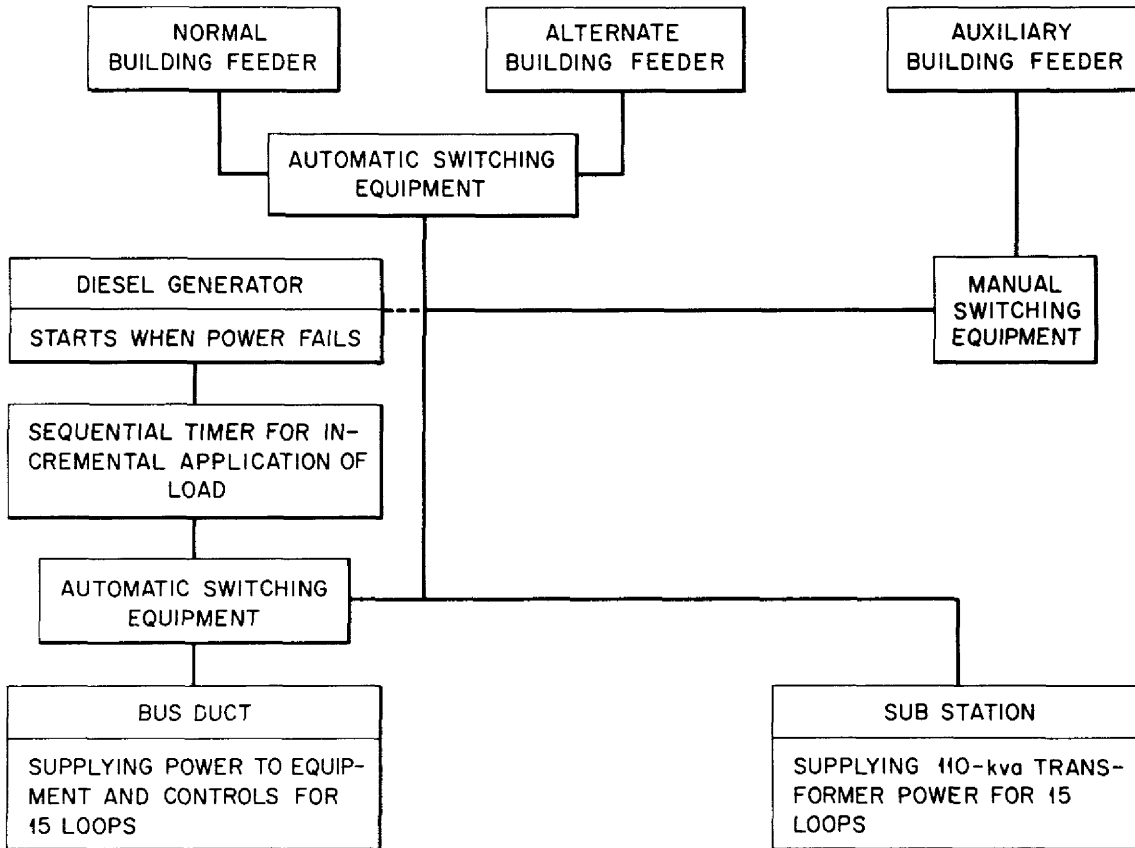 NORMAL
BUILDING FEEDER
ALTERNATE
BUILDING FEEDER
AUXILIARY
BUILDING FEEDER
AUTOMATIC SWITCHING
EQUIPMENT
DIESEL GENERATOR
STARTS WHEN POWER FAILS
MANUAL
SWITCHING
EQUIPMENT
SEQUENTIAL TIMER FOR IN-
CREMENTAL APPLICATION OF
LOAD
AUTOMATIC SWITCHING
EQUIPMENT
BUS DUCT
SUPPLYING POWER TO EQUIP-
MENT AND CONTROLS FOR
15 LOOPS
SUB STATION
SUPPLYING 110-kva TRANS-
FORMER POWER FOR 15
LOOPS